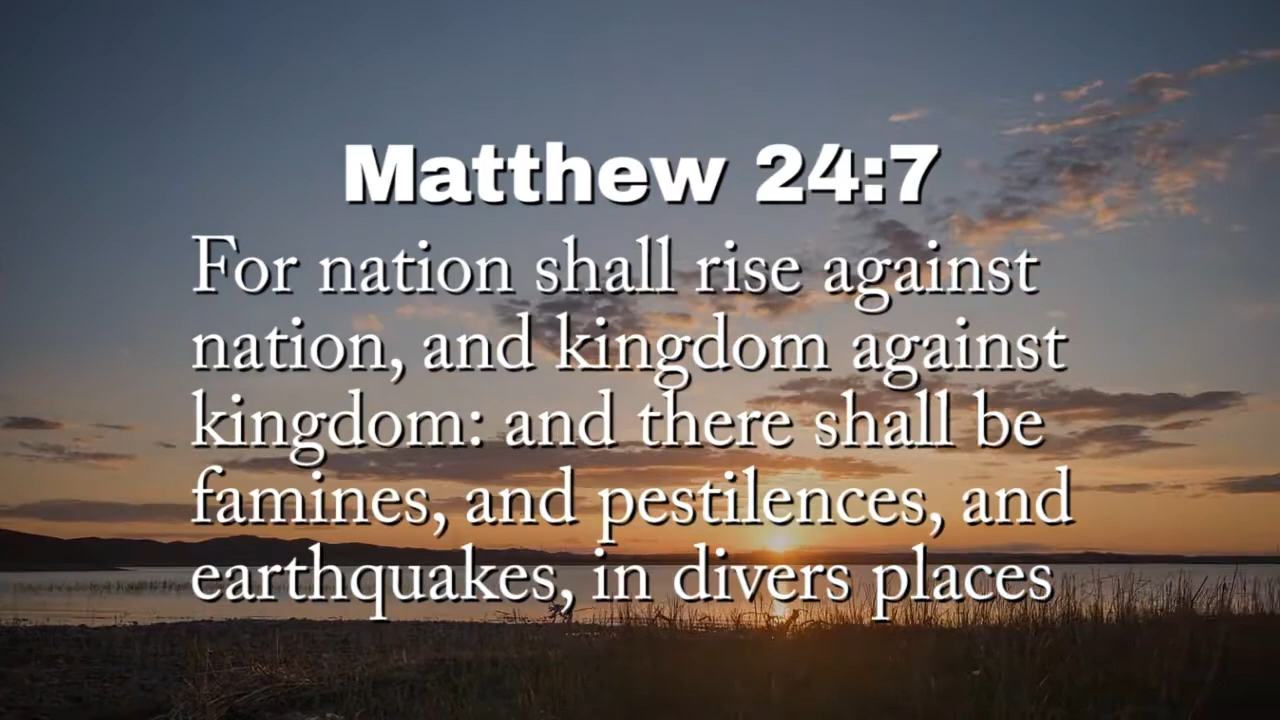 Matthew 24:7
For nation shall rise against
nation, and kingdom against
kingdom: and there shall be
famines, and pestilences, and
earthquakes, in divers places